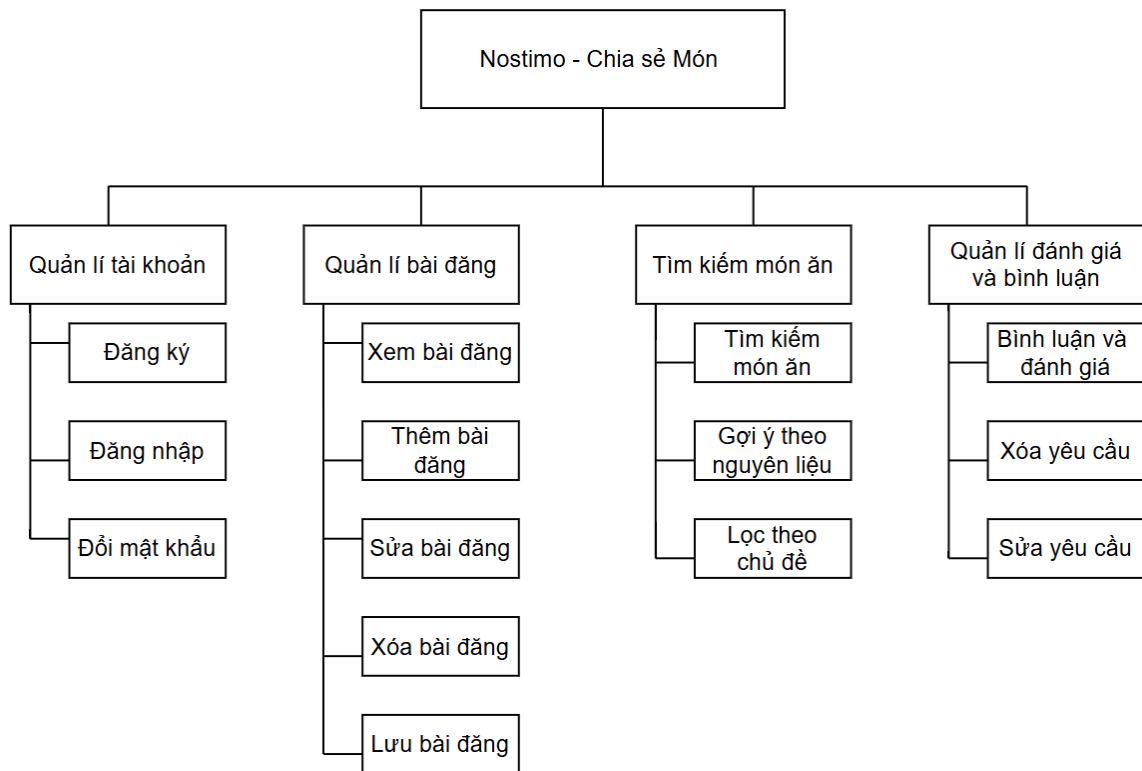 Nostimo - Chia sẻ Món
Quản lí tài khoản
Đăng ký
Đăng nhập
Đổi mật khẩu
Quản lí bài đăng
Xem bài đăng
Thêm bài
đăng
Sửa bài đăng
Xóa bài đăng
Lưu bài đăng
Tìm kiếm món ăn
Tìm kiếm
món ăn
Gợi ý theo
nguyên liệu
Lọc theo
chủ đề
Quản lí đánh giá
và bình luận
Bình luận và
đánh giá
Xóa yêu cầu
Sửa yêu cầu